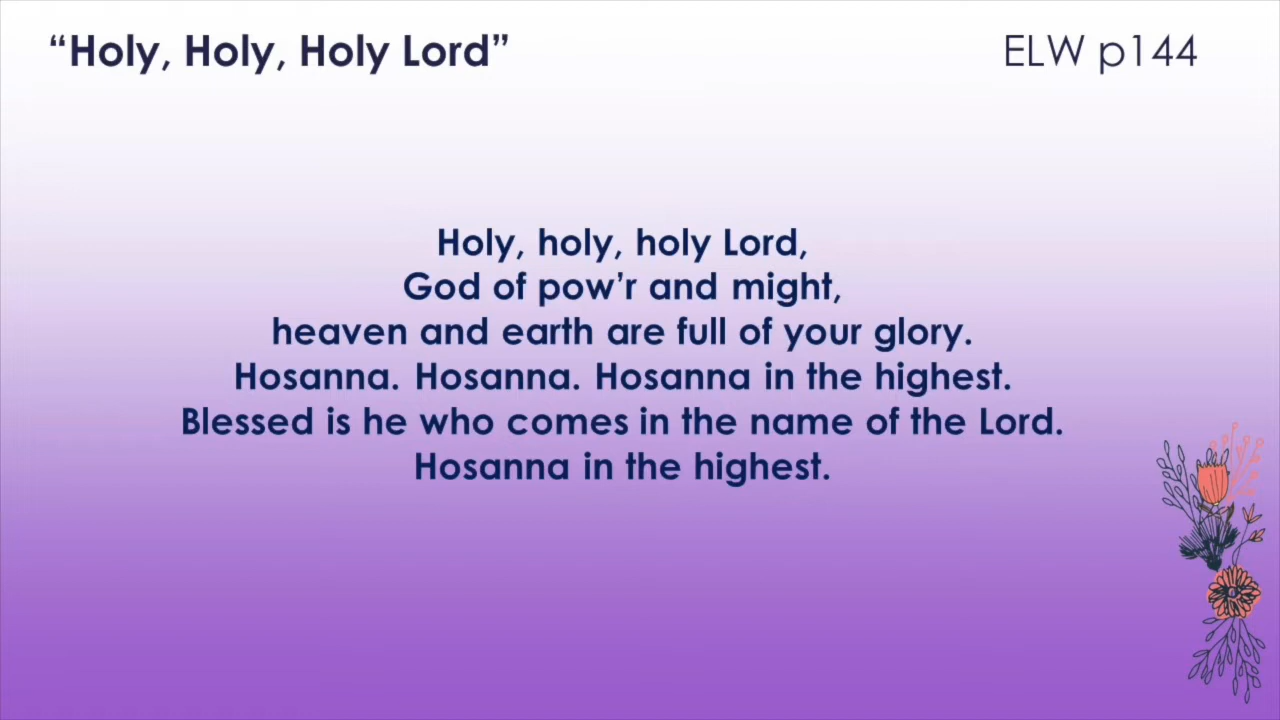 “Holy, Holy, Holy Lord” ELW p144
Holy, holy, holy Lord,
God of pow’r and might,
heaven and earth are full of your glory.
Hosanna. Hosanna. Hosanna in the highest.
Blessed is he who comes in the name of the Lord.
Hosanna in the highest.